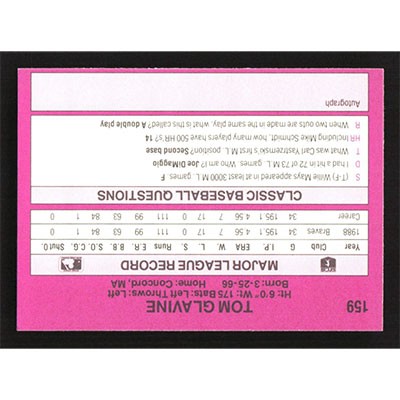 159
TOM GLAVINE
Ht: 6'0" Wt: 175 Bats: Left Throws: Left
Born: 3-25-66 Home: Concord, MA
MAJOR LEAGUE RECORD
Year Club G I.P. ERA W L S Runs E.R. B.B. S.O. C.G. Shut.O.
1988 Braves 34 195.1 4.56 7 17 0 111 99 63 84 1 0
Career 34 195.1 4.56 7 17 0 111 99 63 84 1 0
CLASSIC BASEBALL QUESTIONS
S (T-F) Willie Mays appeared at least 3000 M.L. games. F
D I had a hit in 72 of 73 M.L. games. Who am I? Joe DiMaggio
T What was Carl Yastrzemski's first M.L. position? Second base
HR Including Mike Schmidt, how many players have 500 HR's? 14
R When two outs are made in the same play, what is this called? A double play
Autograph